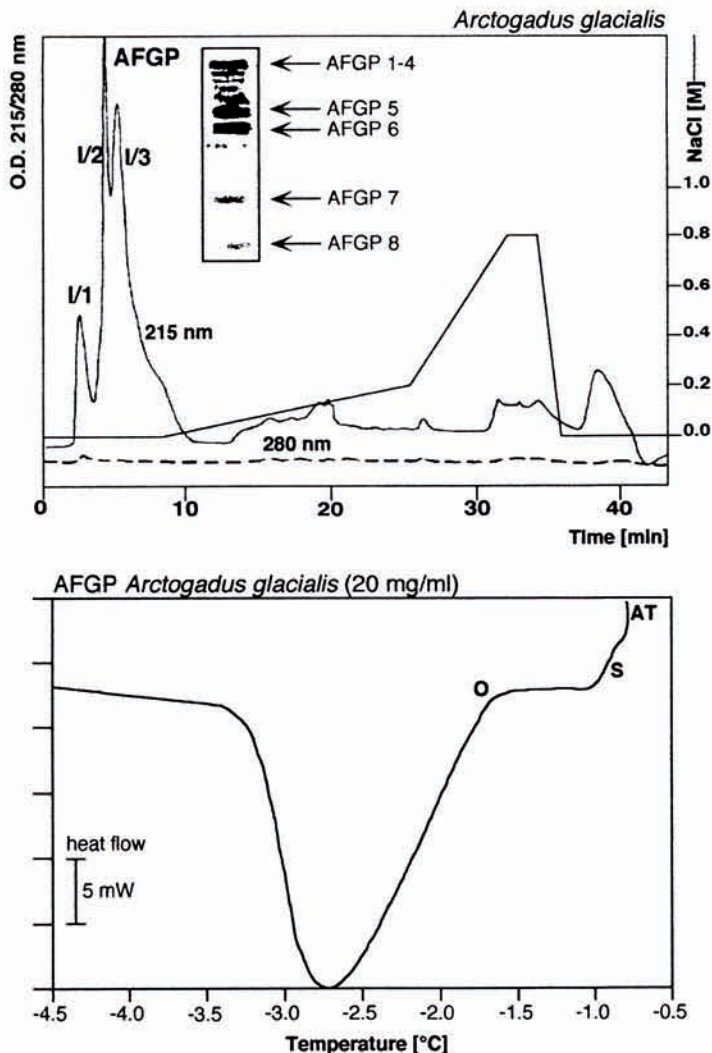 Arctogadus glacialis
O.D. 215/280 nm
AFGP
I/1
I/2
I/3
AFGP 1-4
AFGP 5
AFGP 6
AFGP 7
AFGP 8
215 nm
280 nm
NaCl [M]
1.0
0.8
0.6
0.4
0.2
0.0
0 10 20 30 40
Time [min]
AFGP Arctogadus glacialis (20 mg/ml)
AT
S
O
heat flow
5 mW
-4.5 -4.0 -3.5 -3.0 -2.5 -2.0 -1.5 -1.0 -0.5
Temperature [°C]